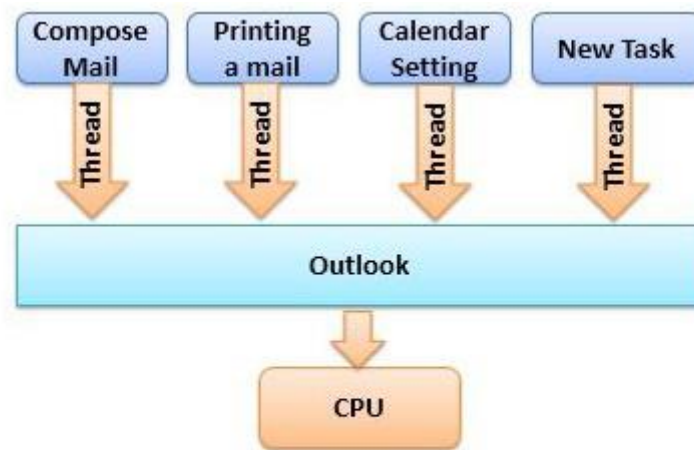 Compose
Mail
Printing
a mail
Calendar
Setting
New Task
Thread
Thread
Thread
Thread
Outlook
CPU